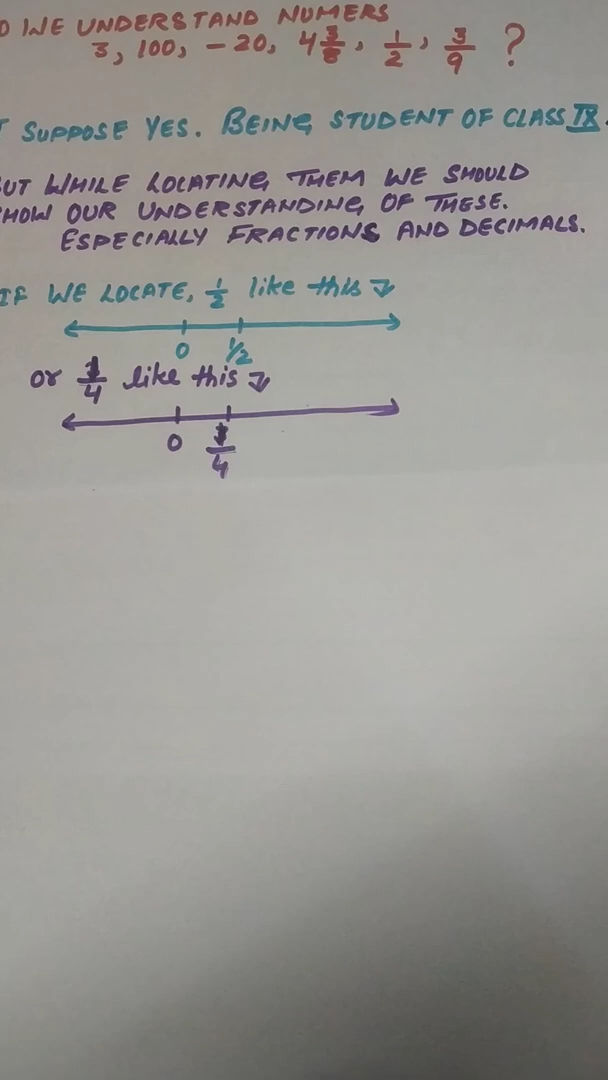 O WE UNDERSTAND NUMERS
3, 100, -20, 4 3/8, 1/2, 3/9 ?
I SUPPOSE YES. BEING STUDENT OF CLASS IX.
BUT WHILE LOCATING THEM WE SHOULD
SHOW OUR UNDERSTANDING OF THESE.
ESPECIALLY FRACTIONS AND DECIMALS.
IF WE LOCATE, 1/2 like this
0 1/2
or 1/4 like this
0 1/4